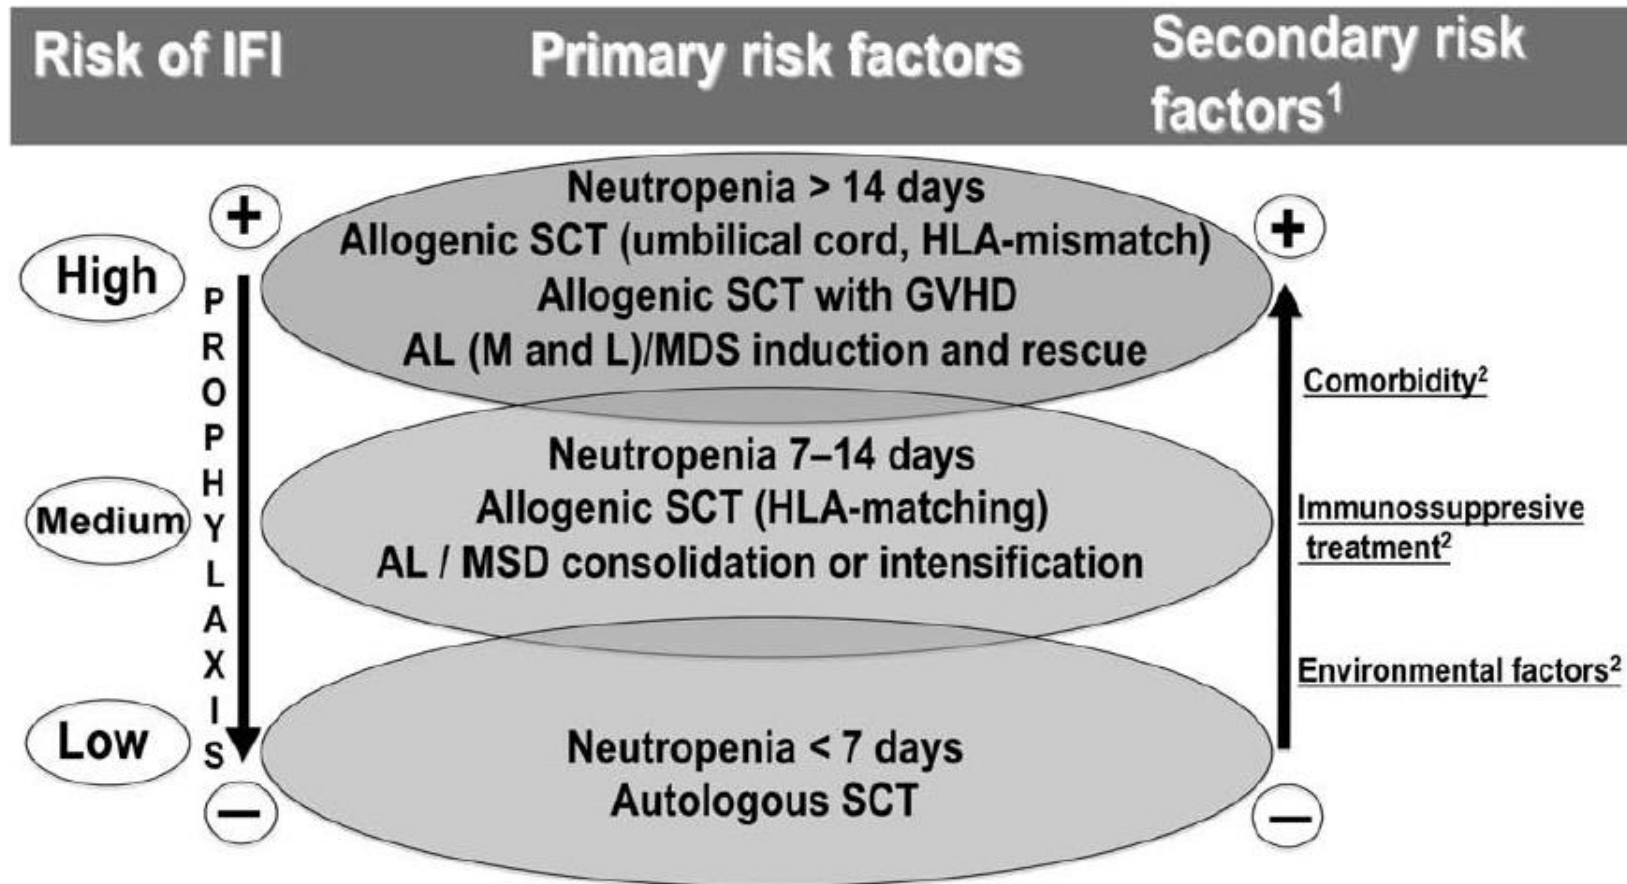 Risk of IFI
Primary risk factors
Secondary risk
factors¹
+
High
PROPHYLAXIS
Medium
Low
−
Neutropenia > 14 days
Allogenic SCT (umbilical cord, HLA-mismatch)
Allogenic SCT with GVHD
AL (M and L)/MDS induction and rescue
Neutropenia 7–14 days
Allogenic SCT (HLA-matching)
AL / MSD consolidation or intensification
Neutropenia < 7 days
Autologous SCT
+
Comorbidity²
Immunossuppresive
treatment²
Environmental factors²
−